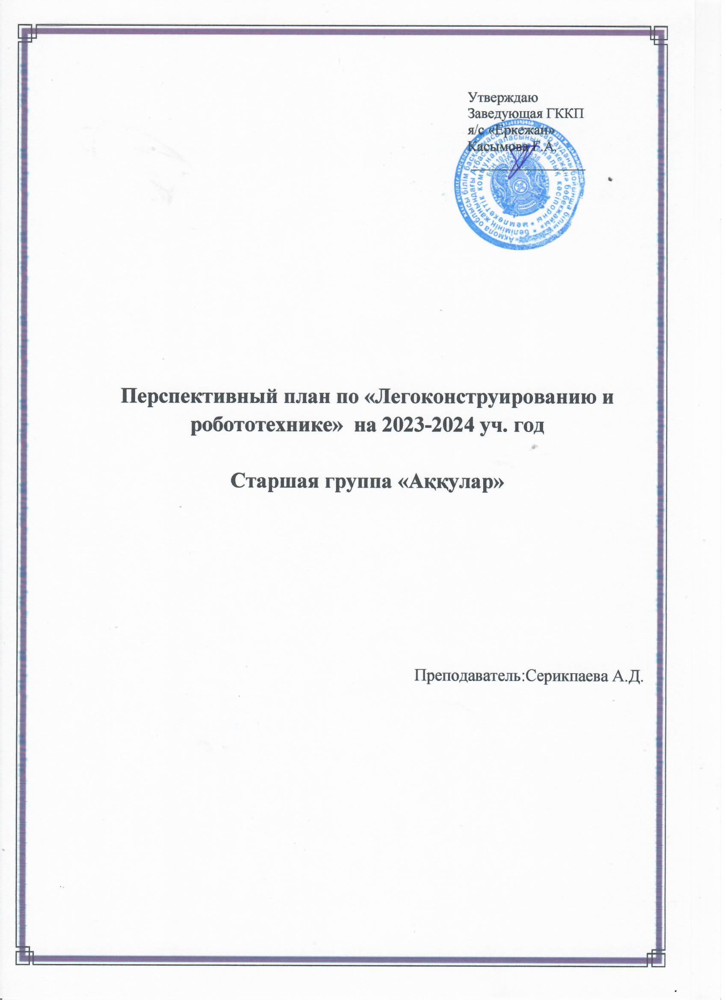 Утверждаю
Заведующая ГККП
я/с «Еркежан»
Касымова Г.А.
Перспективный план по «Легоконструированию и
робототехнике» на 2023-2024 уч. год
Старшая группа «Аққулар»
Преподаватель:Серикпаева А.Д.